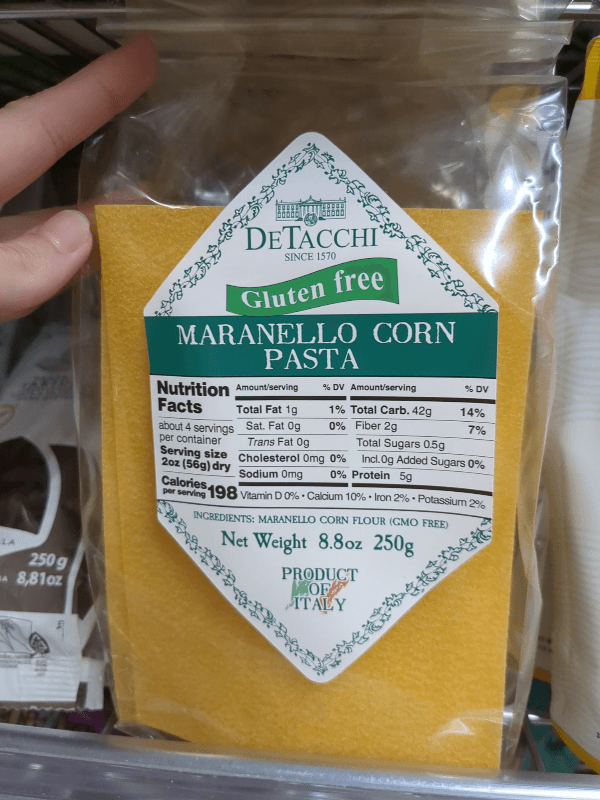 DETACCHI
SINCE 1570
Gluten free
MARANELLO CORN
PASTA
Nutrition
Facts
about 4 servings
per container
Serving size
2oz (56g) dry
Calories
per serving 198
Amount/serving % DV Amount/serving % DV
Total Fat 1g 1% Total Carb. 42g 14%
Sat. Fat 0g 0% Fiber 2g 7%
Trans Fat 0g Total Sugars 0.5g
Cholesterol 0mg 0% Incl.0g Added Sugars 0%
Sodium 0mg 0% Protein 5g
Vitamin D 0% • Calcium 10% • Iron 2% • Potassium 2%
INGREDIENTS: MARANELLO CORN FLOUR (GMO FREE)
Net Weight 8.8oz 250g
PRODUCT
OF
ITALY
250 g
8,81oz